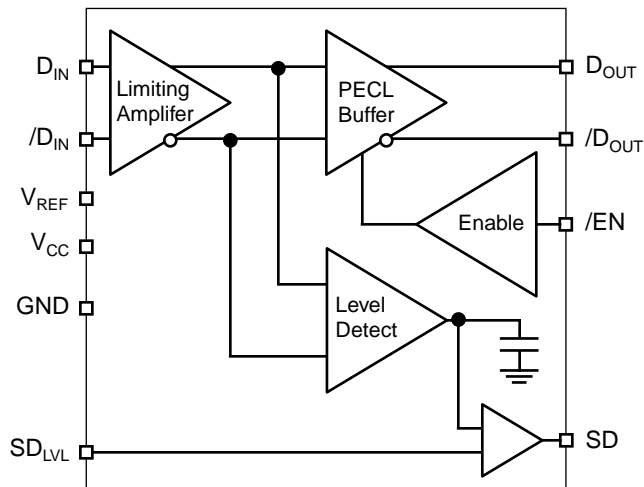 D_IN
Limiting
Amplifer
PECL
Buffer
D_OUT
/D_IN
/D_OUT
V_REF
Enable
/EN
V_CC
GND
Level
Detect
SD_LVL
SD